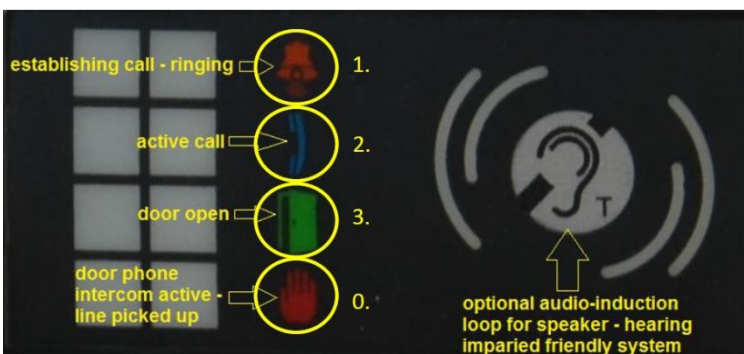 establishing call - ringing
1.
active call
2.
door open
3.
door phone
intercom active -
line picked up
0.
T
optional audio-induction
loop for speaker - hearing
imparied friendly system